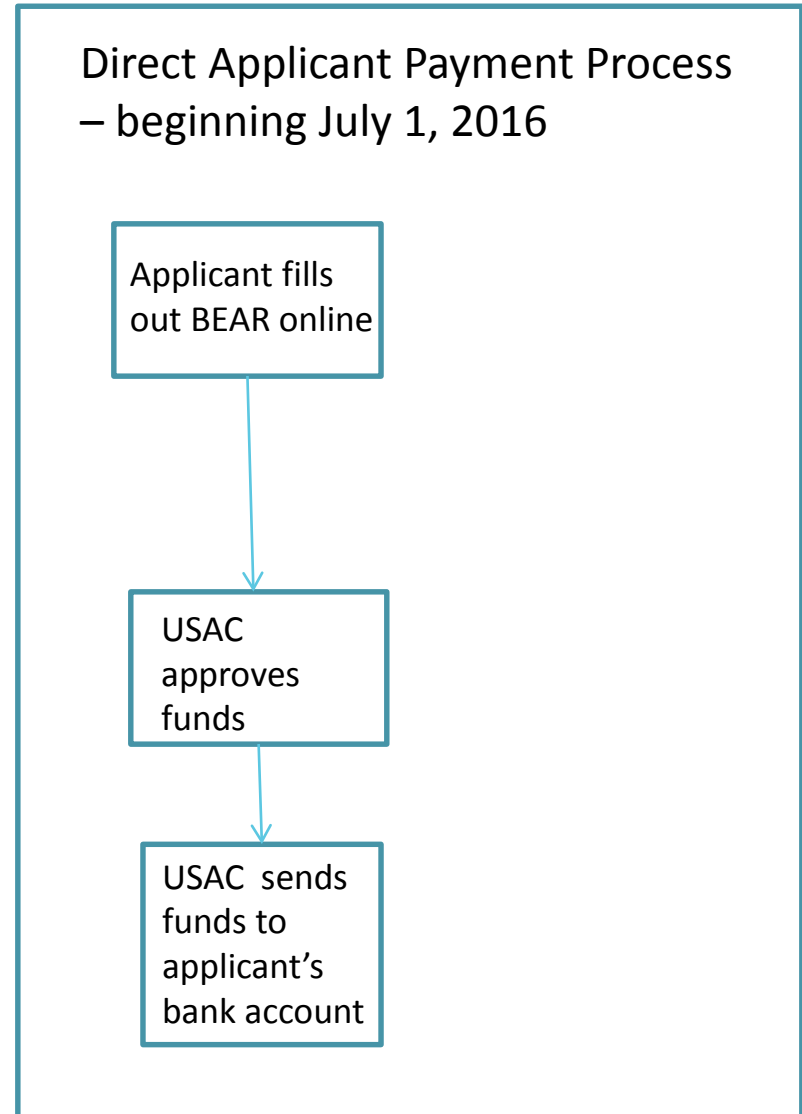 Direct Applicant Payment Process
– beginning July 1, 2016
Applicant fills
out BEAR online
USAC
approves
funds
USAC  sends
funds to
applicant’s
bank account